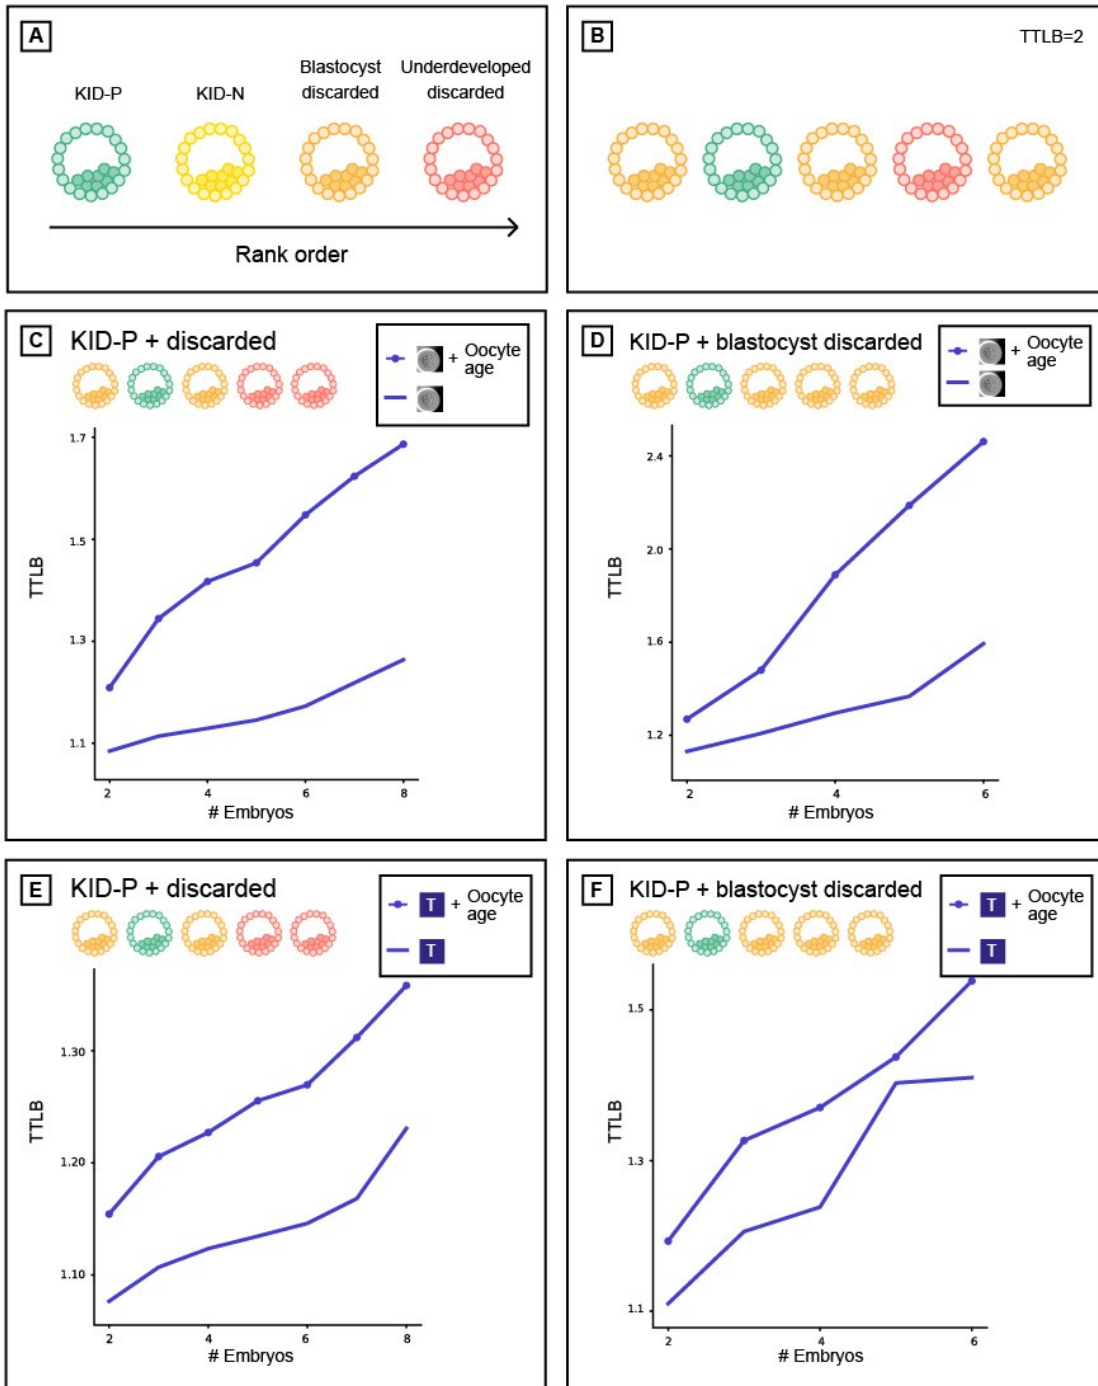 A
KID-P
KID-N
Blastocyst
discarded
Underdeveloped
discarded
Rank order
B
TTLB=2
C
KID-P + discarded
+ Oocyte
age
1.7
1.5
1.3
1.1
TTLB
2
4
6
8
# Embryos
D
KID-P + blastocyst discarded
+ Oocyte
age
2.4
2.0
1.6
1.2
TTLB
2
4
6
# Embryos
E
KID-P + discarded
T + Oocyte
age
T
1.30
1.20
1.10
TTLB
2
4
6
8
# Embryos
F
KID-P + blastocyst discarded
T + Oocyte
age
T
1.5
1.3
1.1
TTLB
2
4
6
# Embryos